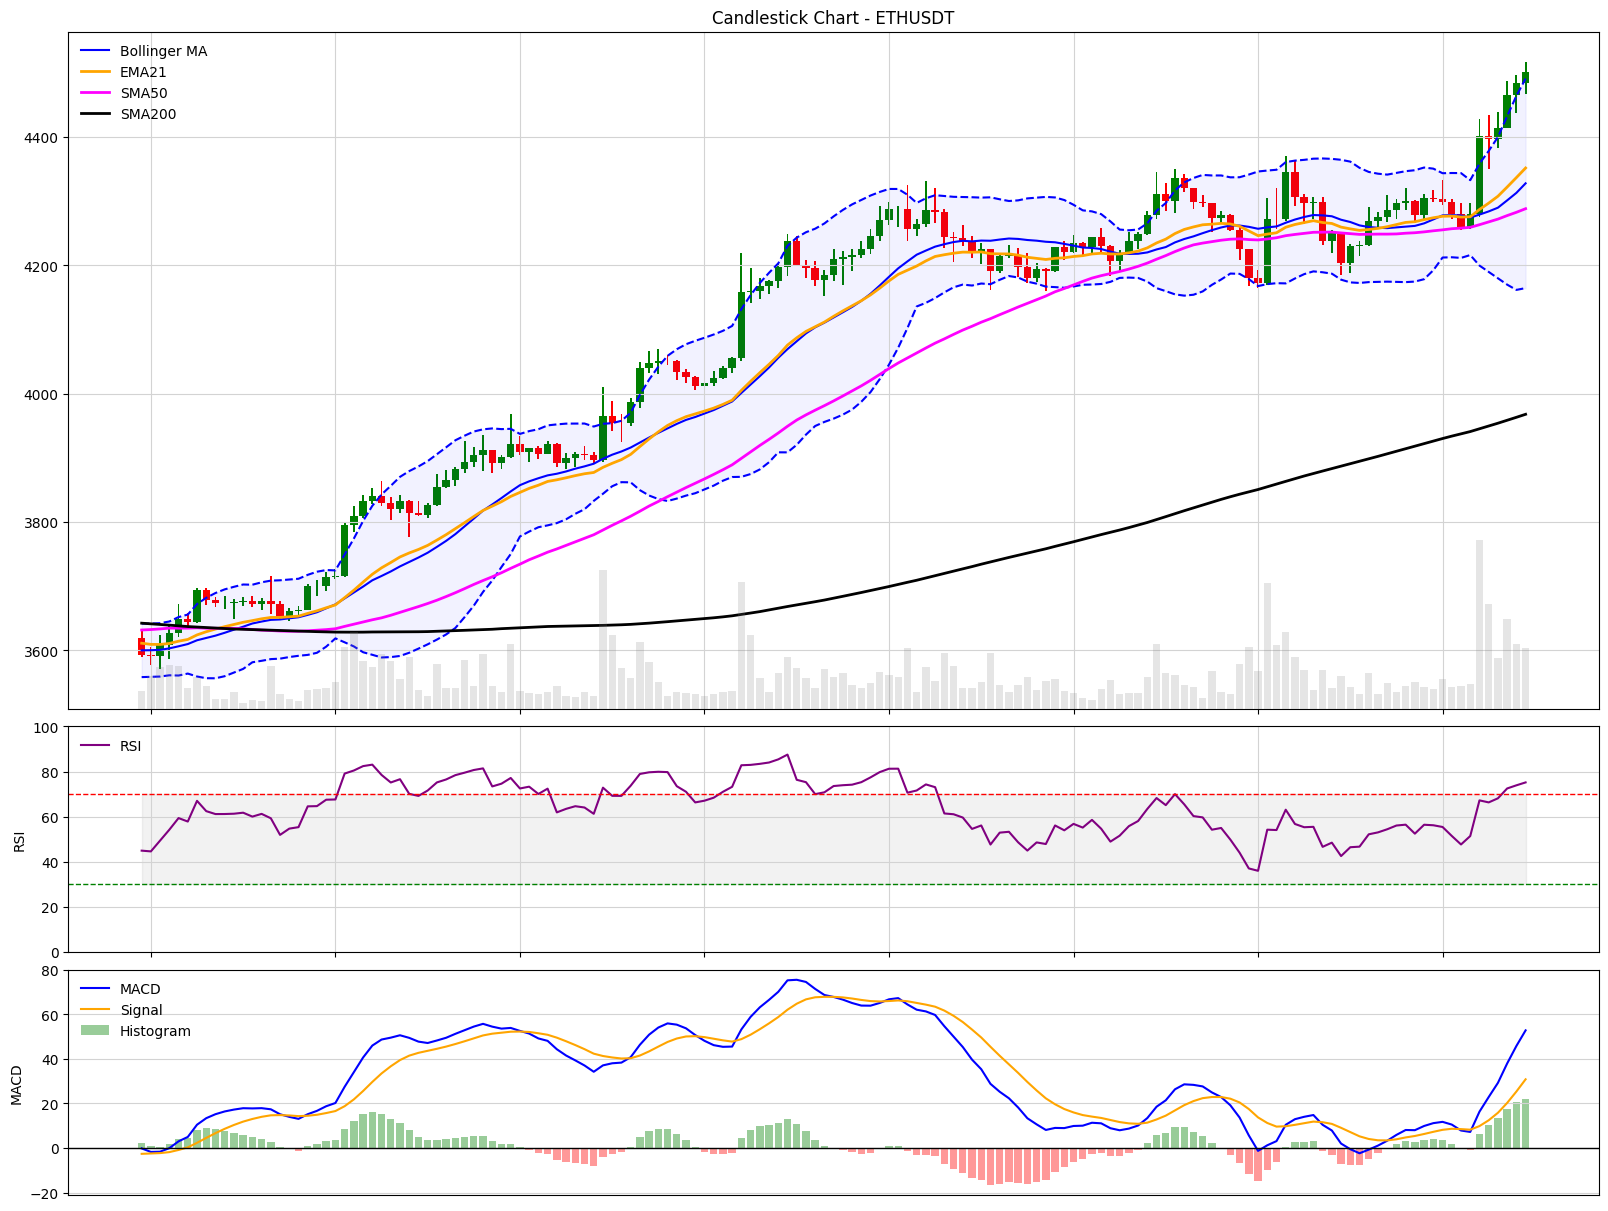 Candlestick Chart - ETHUSDT
Bollinger MA
EMA21
SMA50
SMA200
4400
4200
4000
3800
3600
100
RSI
80
60
RSI
40
20
0
80
MACD
Signal
60
Histogram
40
MACD
20
0
−20